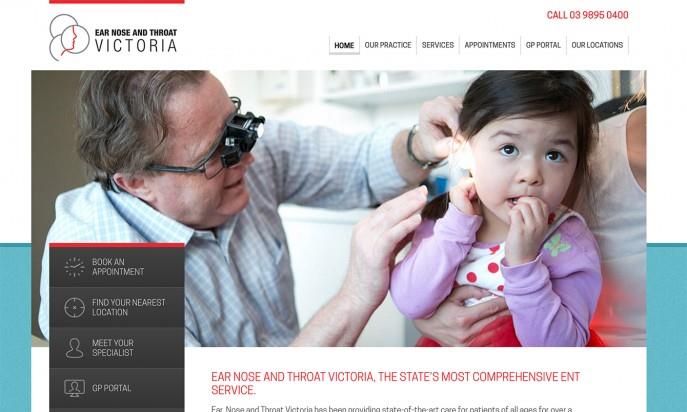 CALL 03 9895 0400
EAR NOSE AND THROAT
VICTORIA
HOME
OUR PRACTICE
SERVICES
APPOINTMENTS
GP PORTAL
OUR LOCATIONS
BOOK AN
APPOINTMENT
FIND YOUR NEAREST
LOCATION
MEET YOUR
SPECIALIST
GP PORTAL
EAR NOSE AND THROAT VICTORIA, THE STATE'S MOST COMPREHENSIVE ENT
SERVICE.
Ear, Nose and Throat Victoria has been providing state-of-the-art care for patients of all ages for over a